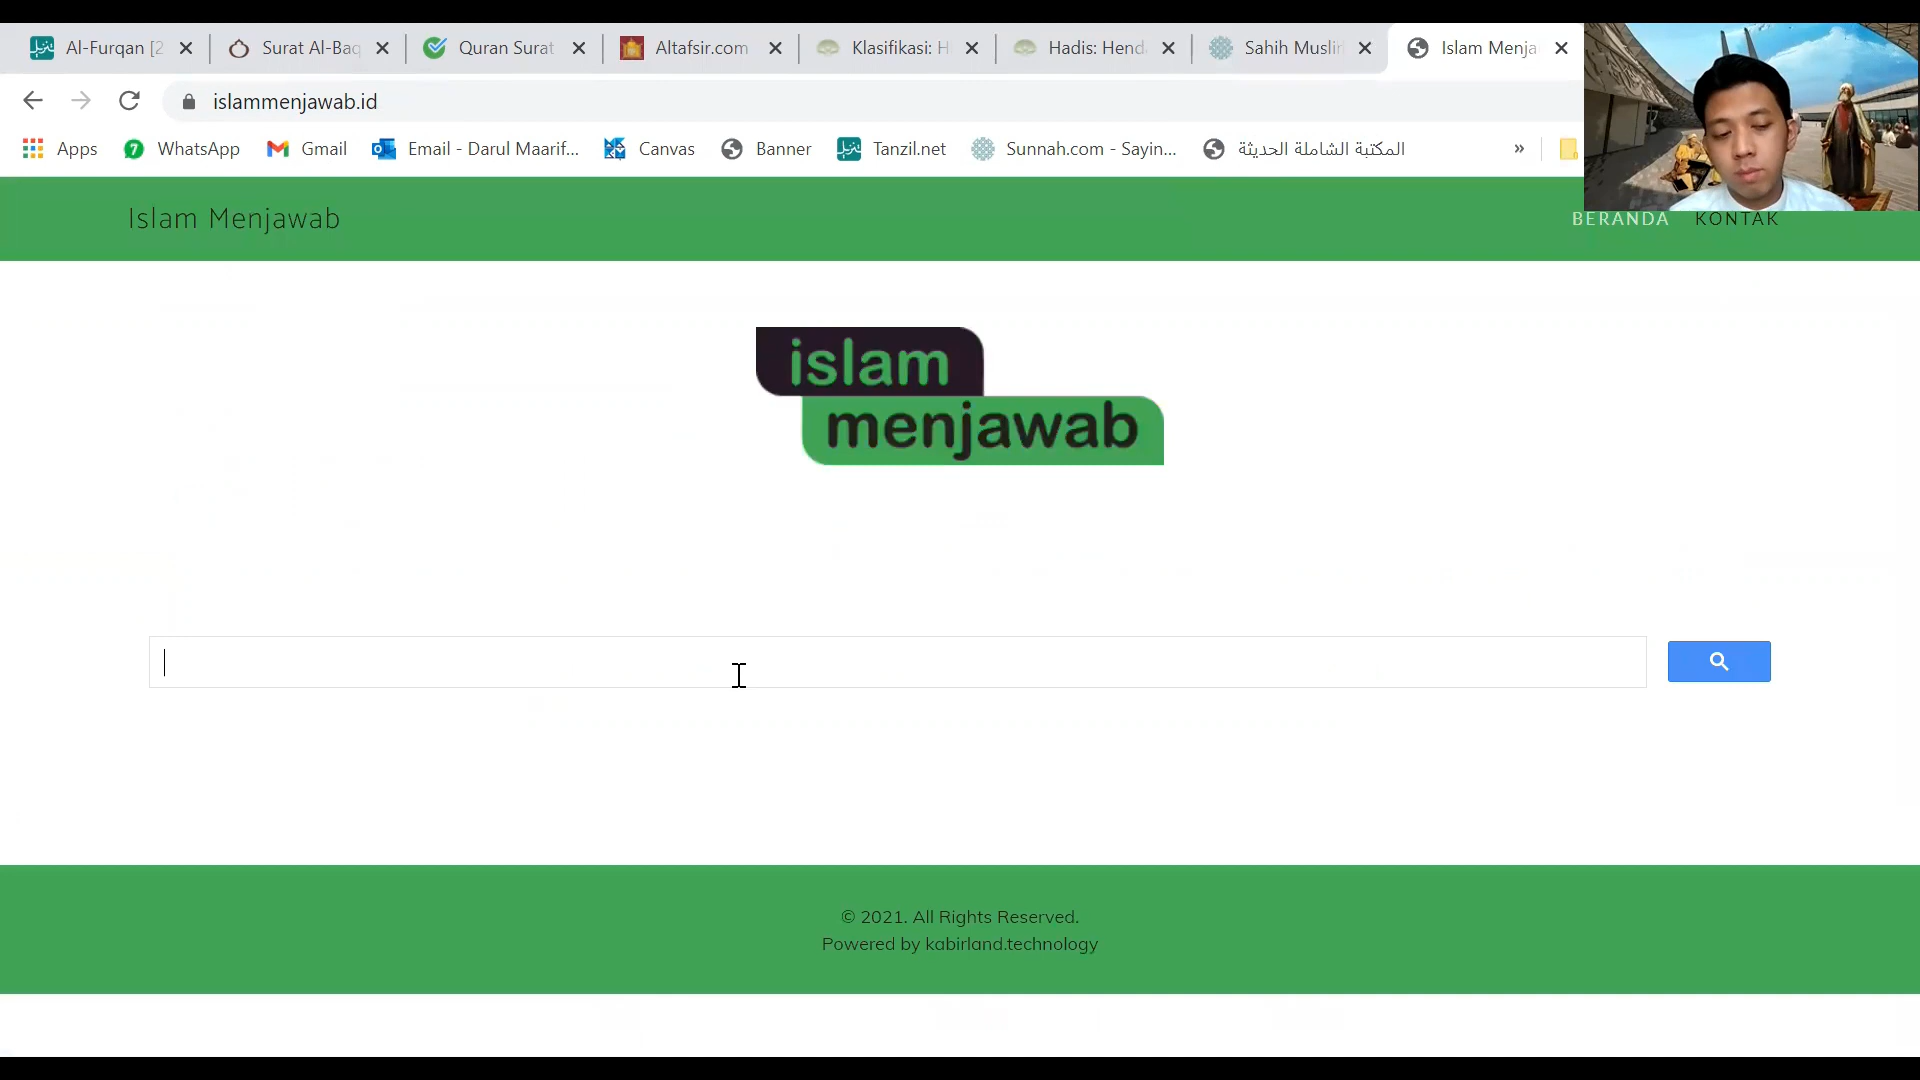 Al-Furqan [2
Surat Al-Baq
Quran Surat
Altafsir.com
Klasifikasi: H
Hadis: Hend
Sahih Muslim
Islam Menja
islammenjawab.id
Apps
7
WhatsApp
Gmail
Email - Darul Maarif...
Canvas
Banner
Tanzil.net
Sunnah.com - Sayin...
المكتبة الشاملة الحديثة
»
Islam Menjawab
BERANDA
KONTAK
islam
menjawab
© 2021. All Rights Reserved.
Powered by kabirland.technology